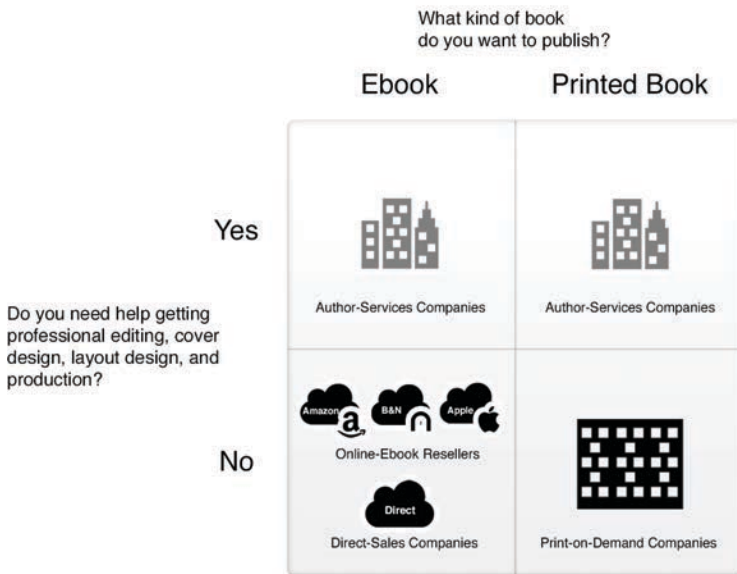 What kind of book
do you want to publish?
Ebook
Printed Book
Yes
Author-Services Companies
Author-Services Companies
Do you need help getting
professional editing, cover
design, layout design, and
production?
No
Amazon
a
B&N
n
Apple
Online-Ebook Resellers
Direct
Direct-Sales Companies
Print-on-Demand Companies